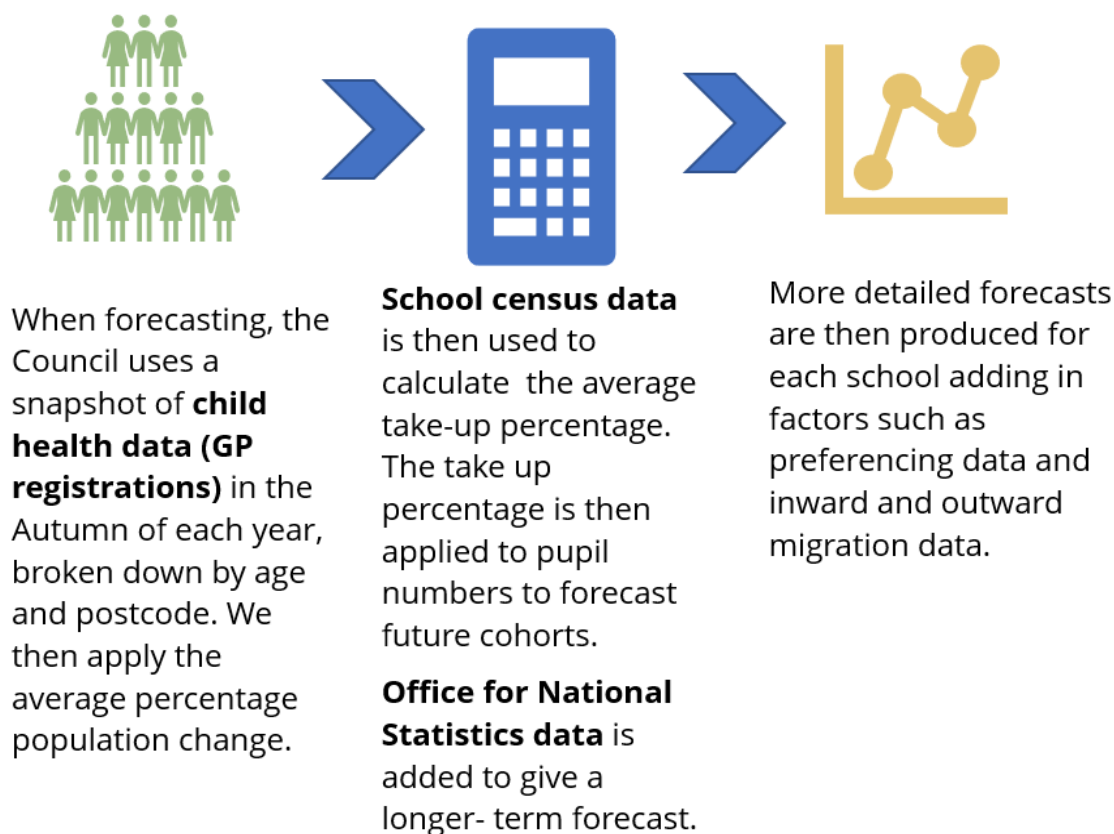 When forecasting, the
Council uses a
snapshot of child
health data (GP
registrations) in the
Autumn of each year,
broken down by age
and postcode. We
then apply the
average percentage
population change.
School census data
is then used to
calculate  the average
take-up percentage.
The take up
percentage is then
applied to pupil
numbers to forecast
future cohorts.
Office for National
Statistics data is
added to give a
longer- term forecast.
More detailed forecasts
are then produced for
each school adding in
factors such as
preferencing data and
inward and outward
migration data.